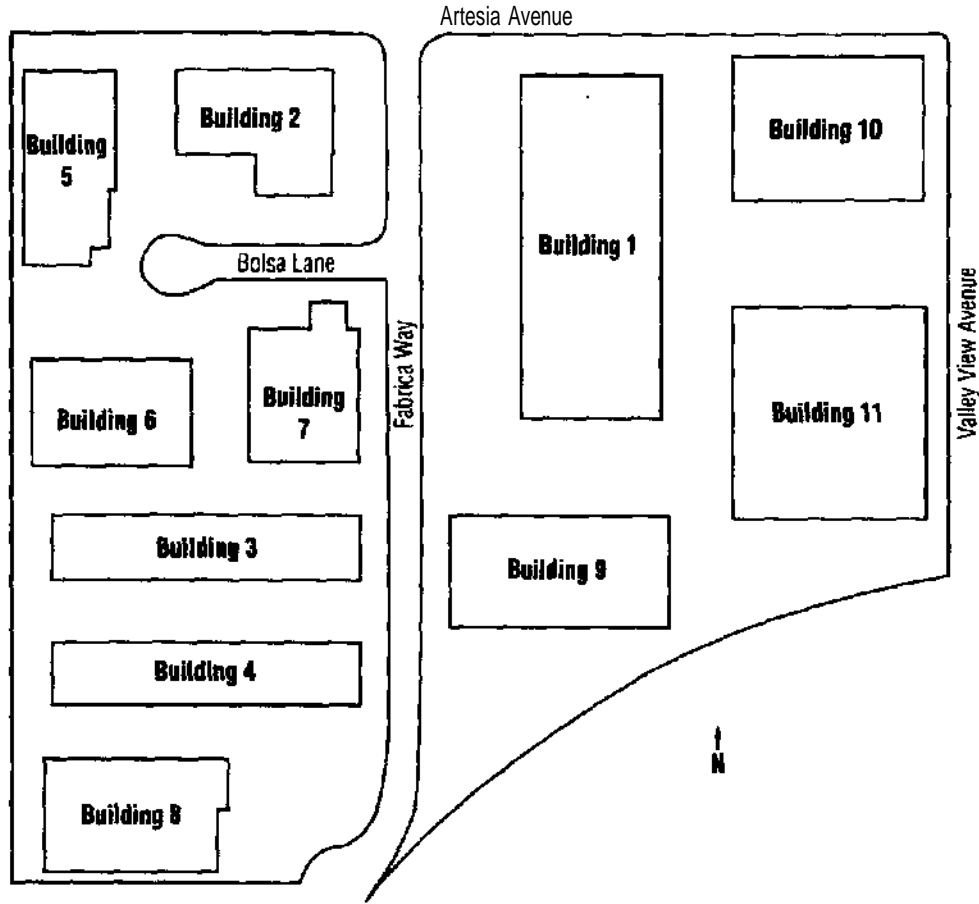 Artesia Avenue
Building 2
Building 10
Building
5
Building 1
Bolsa Lane
Fabrica Way
Valley View Avenue
Building 6
Building
7
Building 11
Building 3
Building 9
Building 4
N
Building 8